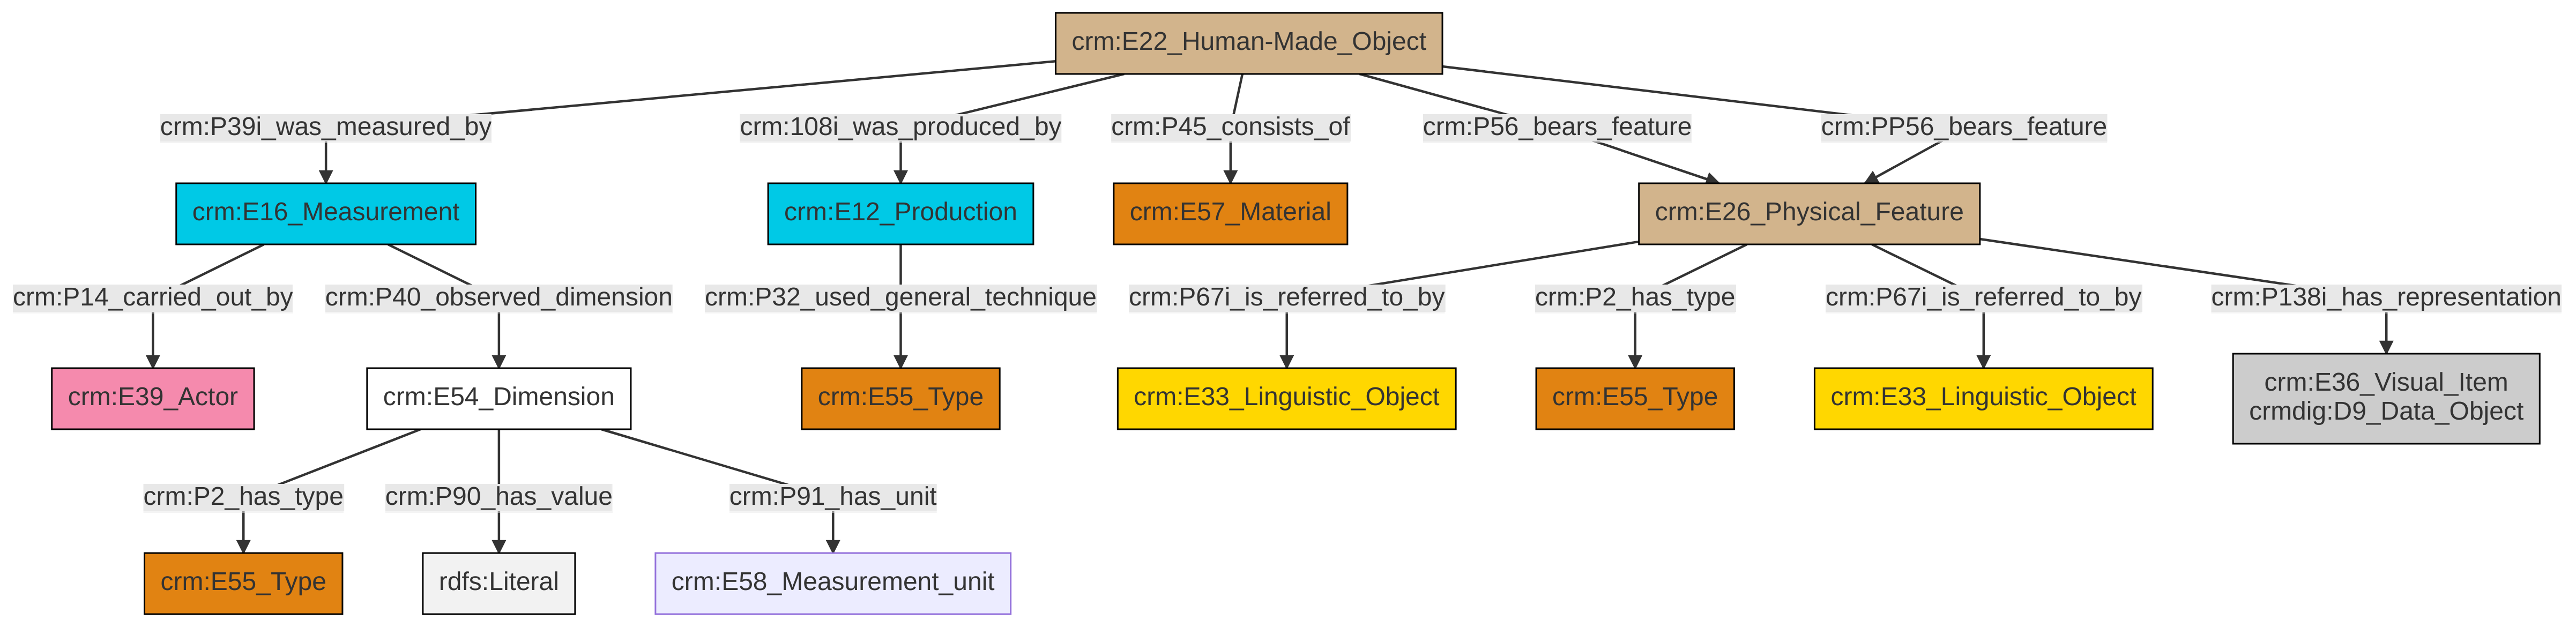 crm:E22_Human-Made_Object
crm:P39i_was_measured_by
crm:108i_was_produced_by
crm:P45_consists_of
crm:P56_bears_feature
crm:PP56_bears_feature
crm:E16_Measurement
crm:E12_Production
crm:E57_Material
crm:E26_Physical_Feature
crm:P14_carried_out_by
crm:P40_observed_dimension
crm:P32_used_general_technique
crm:P67i_is_referred_to_by
crm:P2_has_type
crm:P67i_is_referred_to_by
crm:P138i_has_representation
crm:E39_Actor
crm:E54_Dimension
crm:E55_Type
crm:E33_Linguistic_Object
crm:E55_Type
crm:E33_Linguistic_Object
crm:E36_Visual_Item
crmdig:D9_Data_Object
crm:P2_has_type
crm:P90_has_value
crm:P91_has_unit
crm:E55_Type
rdfs:Literal
crm:E58_Measurement_unit